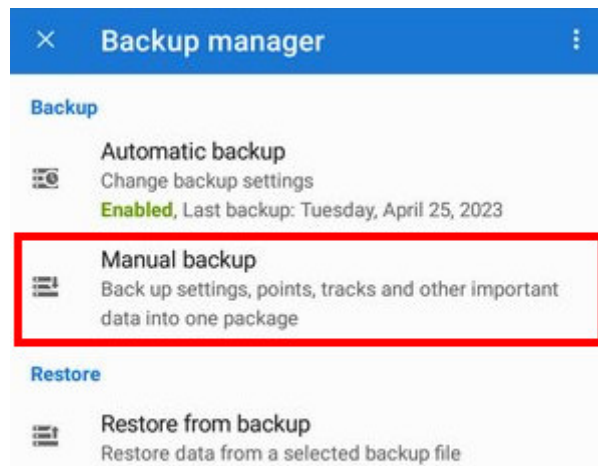 Backup manager
Backup
Automatic backup
Change backup settings
Enabled, Last backup: Tuesday, April 25, 2023
Manual backup
Back up settings, points, tracks and other important
data into one package
Restore
Restore from backup
Restore data from a selected backup file